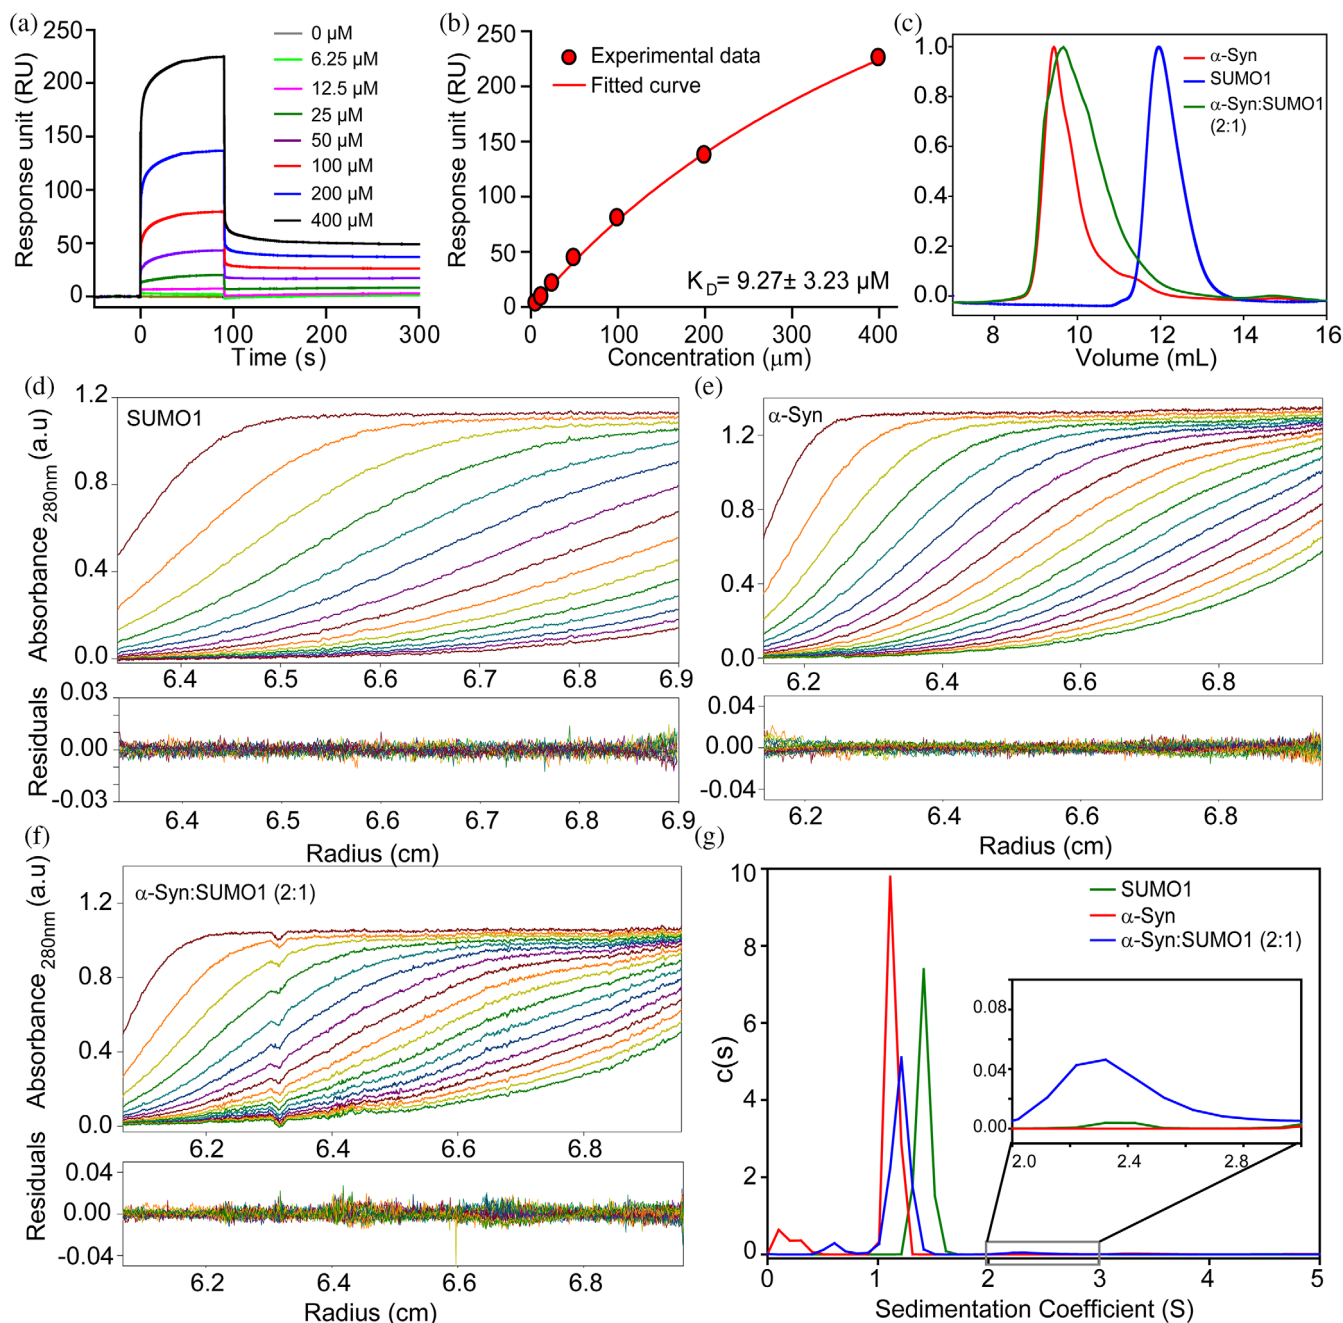 (a)
250
200
150
100
50
0
Response unit (RU)
0 μM
6.25 μM
12.5 μM
25 μM
50 μM
100 μM
200 μM
400 μM
0 100 200 300
Time (s)
(b)
250
200
150
100
50
0
Response unit (RU)
Experimental data
Fitted curve
K_D= 9.27± 3.23 μM
0 100 200 300 400
Concentration (μm)
(c)
1.0
0.8
0.6
0.4
0.2
0.0
α-Syn
SUMO1
α-Syn:SUMO1
(2:1)
8 10 12 14 16
Volume (mL)
(d)
SUMO1
1.2
0.8
0.4
0.0
Absorbance 280nm (a.u)
6.4 6.5 6.6 6.7 6.8 6.9
0.03
0.00
-0.03
Residuals
6.4 6.5 6.6 6.7 6.8 6.9
Radius (cm)
(e)
α-Syn
1.2
0.8
0.4
0.0
6.2 6.4 6.6 6.8
0.04
0.00
-0.04
6.2 6.4 6.6 6.8
Radius (cm)
(f)
α-Syn:SUMO1 (2:1)
1.2
0.8
0.4
0.0
Absorbance 280nm (a.u)
6.2 6.4 6.6 6.8
0.04
0.00
-0.04
Residuals
6.2 6.4 6.6 6.8
Radius (cm)
(g)
10
8
6
4
2
0
c(s)
SUMO1
α-Syn
α-Syn:SUMO1 (2:1)
0.08
0.04
0.00
2.0 2.4 2.8
0 1 2 3 4 5
Sedimentation Coefficient (S)